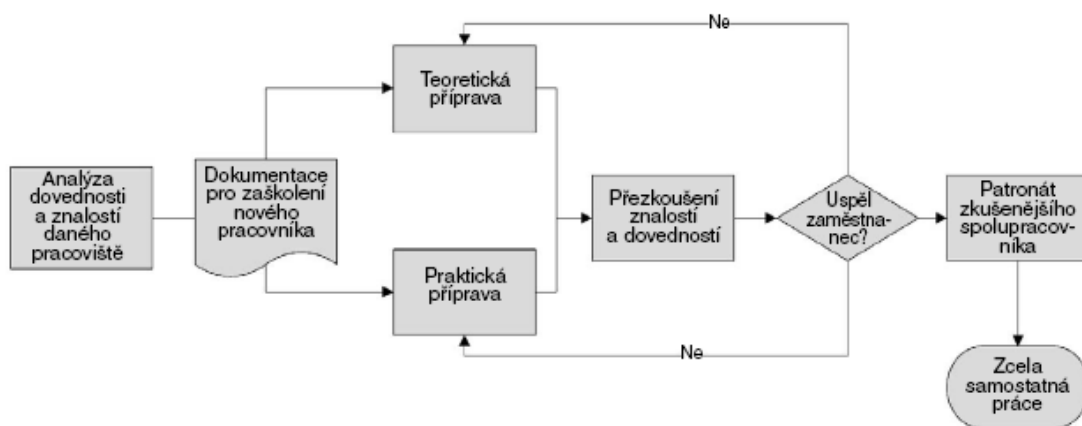 Ne
Teoretická
příprava
Analýza
dovednosti
a znalostí
daného
pracoviště
Dokumentace
pro zaškolení
nového
pracovníka
Přezkoušení
znalostí
a dovedností
Uspěl
zaměstna-
nec?
Patronát
zkušenějšího
spolupracov-
níka
Praktická
příprava
Ne
Zcela
samostatná
práce